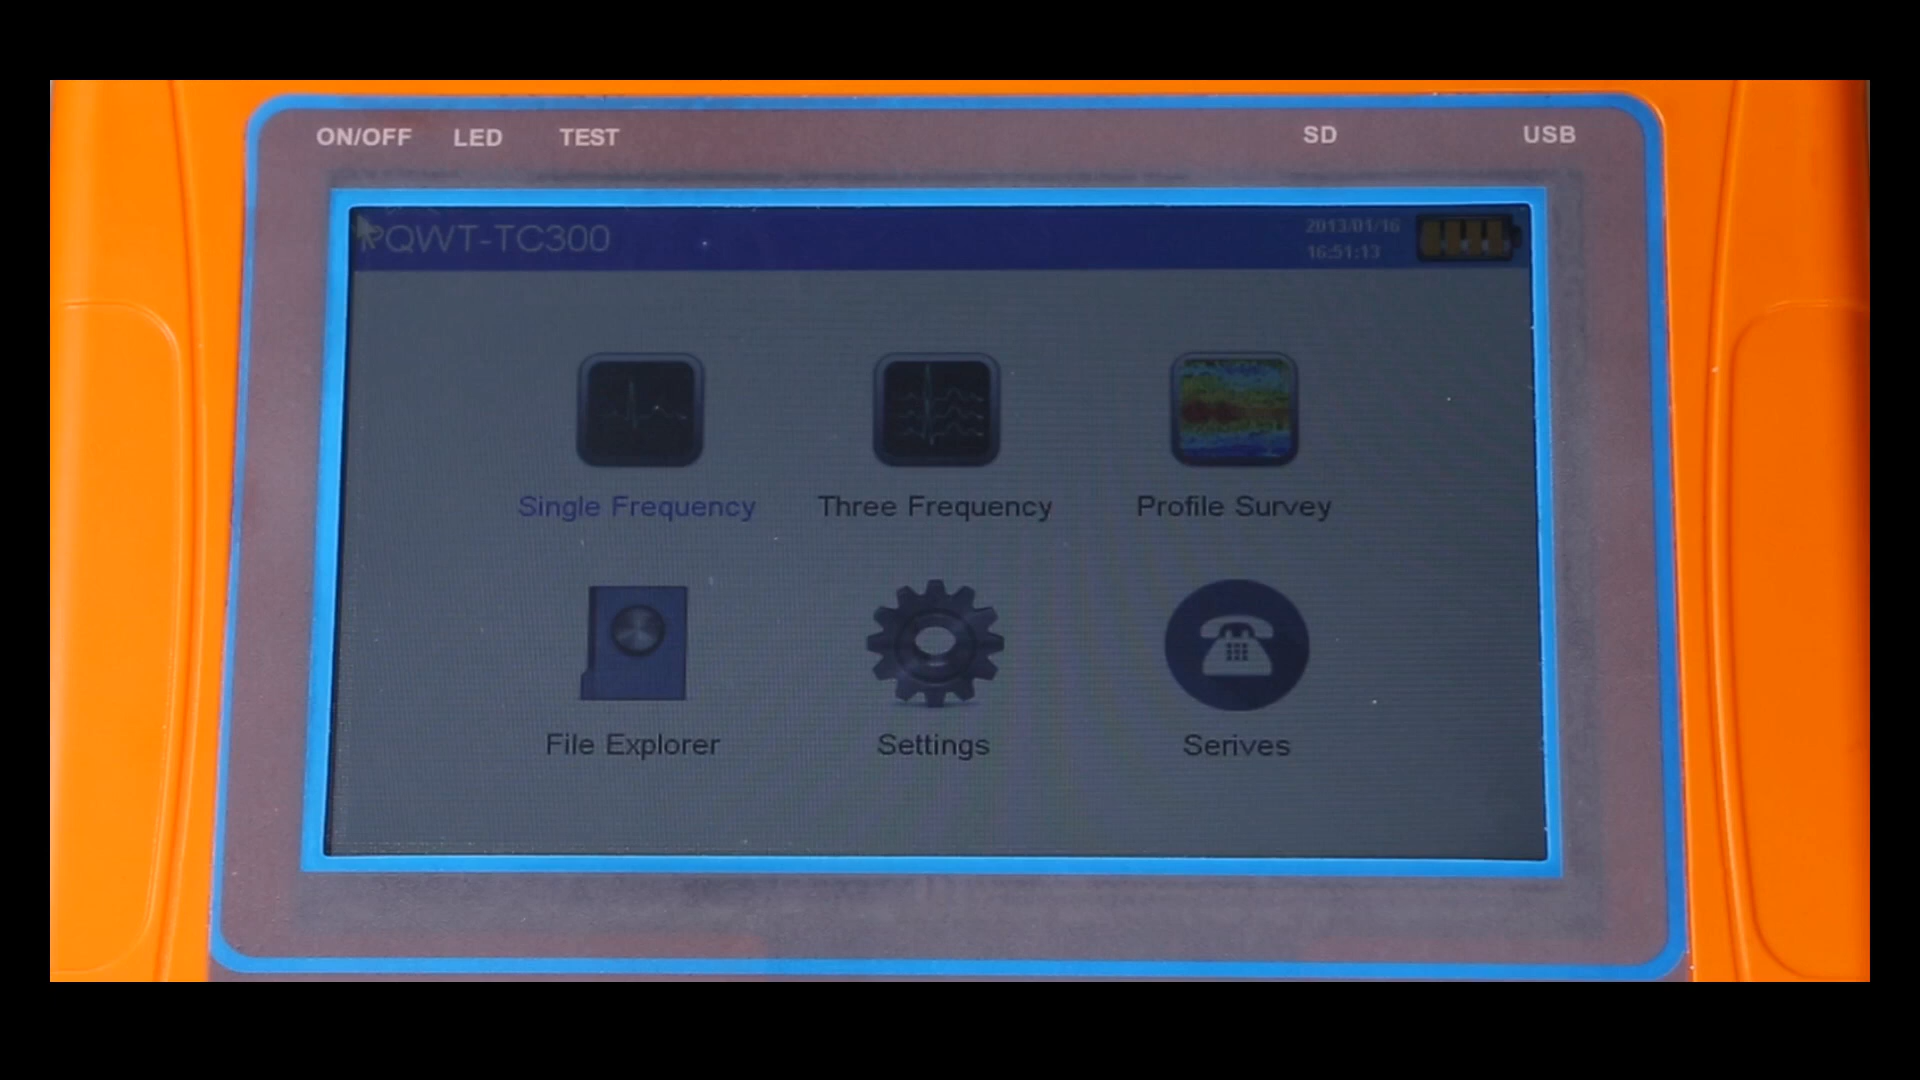 ON/OFF LED TEST SD USB
PQWT-TC300
2013/01/16
16:51:13
Single Frequency Three Frequency Profile Survey
File Explorer Settings Serives